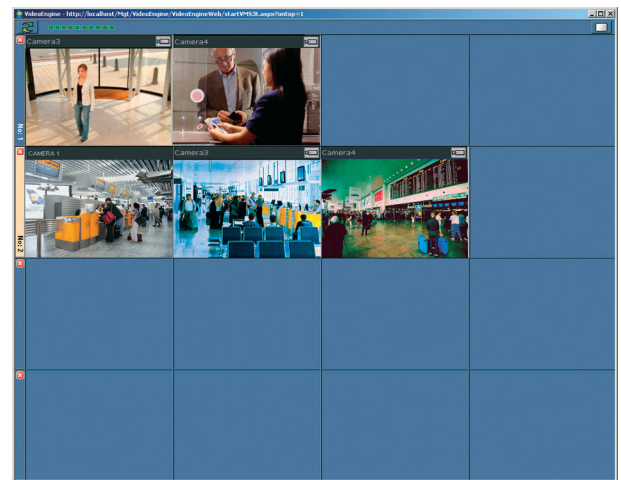 VideoEngine - http://localhost/Mgt/VideoEngine/VideoEngineWeb/startVMS3t.aspx?ontop=1
Camera3
Camera4
No: 1
CAMERA 1
Camera3
Camera4
No: 2